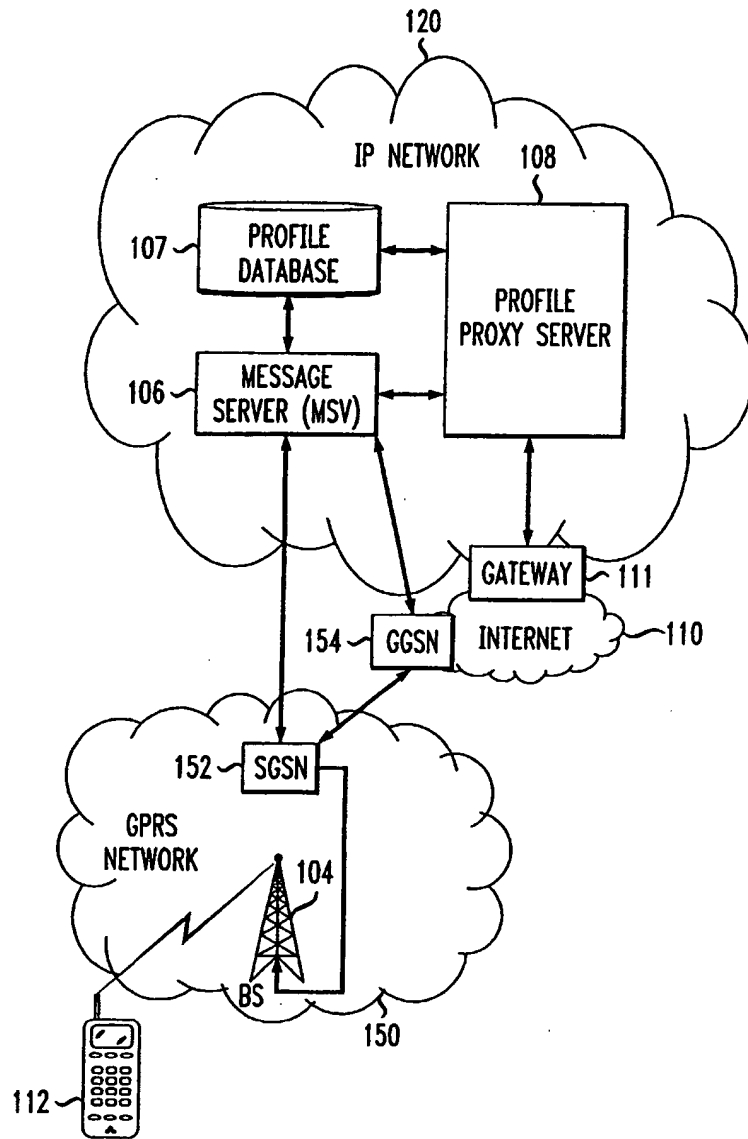 120
IP NETWORK
108
107
PROFILE
DATABASE
PROFILE
PROXY SERVER
106
MESSAGE
SERVER (MSV)
GATEWAY
111
154
GGSN
INTERNET
110
152
SGSN
GPRS
NETWORK
104
BS
150
112